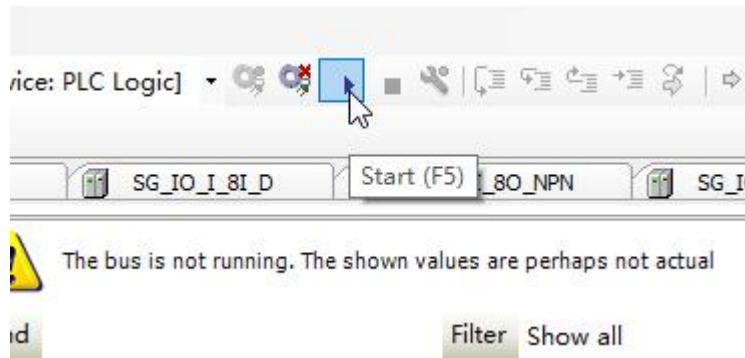 vice: PLC Logic]
Start (F5)
SG_IO_I_8I_D
_8O_NPN
SG_I
The bus is not running. The shown values are perhaps not actual
nd
Filter Show all